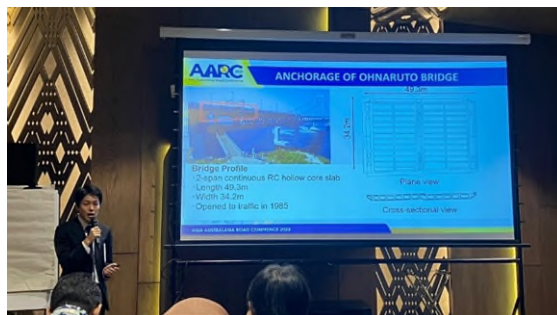 AARC
ANCHORAGE OF OHNARUTO BRIDGE
49.3m
34.2m
Plane view
Cross-sectional view
Bridge Profile
・2-span continuous RC hollow core slab
・Length 49.3m
・Width 34.2m
・Opened to traffic in 1985
ASIA AUSTRALASIA ROAD CONFERENCE 2023